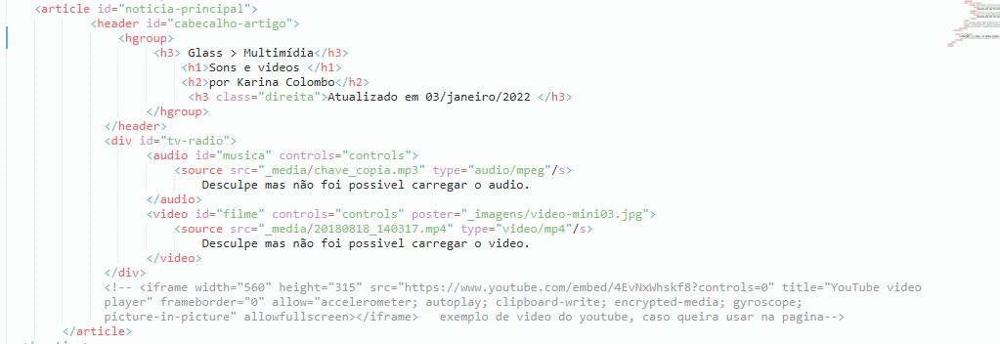 <article id="noticia-principal">
<header id="cabecalho-artigo">
<hgroup>
<h3> Glass > Multimídia</h3>
<h1>Sons e videos </h1>
<h2>por Karina Colombo</h2>
<h3 class="direita">Atualizado em 03/janeiro/2022 </h3>
</hgroup>
</header>
<div id="tv-radio">
<audio id="musica" controls="controls">
<source src="_media/chave_copia.mp3" type="audio/mpeg"/s>
Desculpe mas não foi possivel carregar o audio.
</audio>
<video id="filme" controls="controls" poster="_imagens/video-mini03.jpg">
<source src="_media/20180818_140317.mp4" type="video/mp4"/s>
Desculpe mas não foi possivel carregar o video.
</video>
</div>
<!-- <iframe width="560" height="315" src="https://www.youtube.com/embed/4EvNxWhskf8?controls=0" title="YouTube video
player" frameborder="0" allow="accelerometer; autoplay; clipboard-write; encrypted-media; gyroscope;
picture-in-picture" allowfullscreen></iframe>   exemplo de video do youtube, caso queira usar na pagina-->
</article>